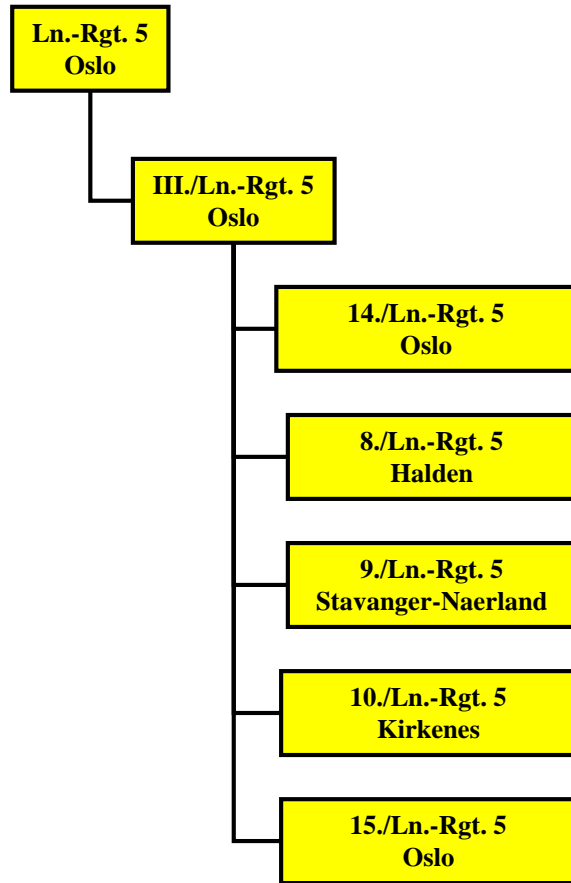 Ln.-Rgt. 5
Oslo
III./Ln.-Rgt. 5
Oslo
14./Ln.-Rgt. 5
Oslo
8./Ln.-Rgt. 5
Halden
9./Ln.-Rgt. 5
Stavanger-Naerland
10./Ln.-Rgt. 5
Kirkenes
15./Ln.-Rgt. 5
Oslo